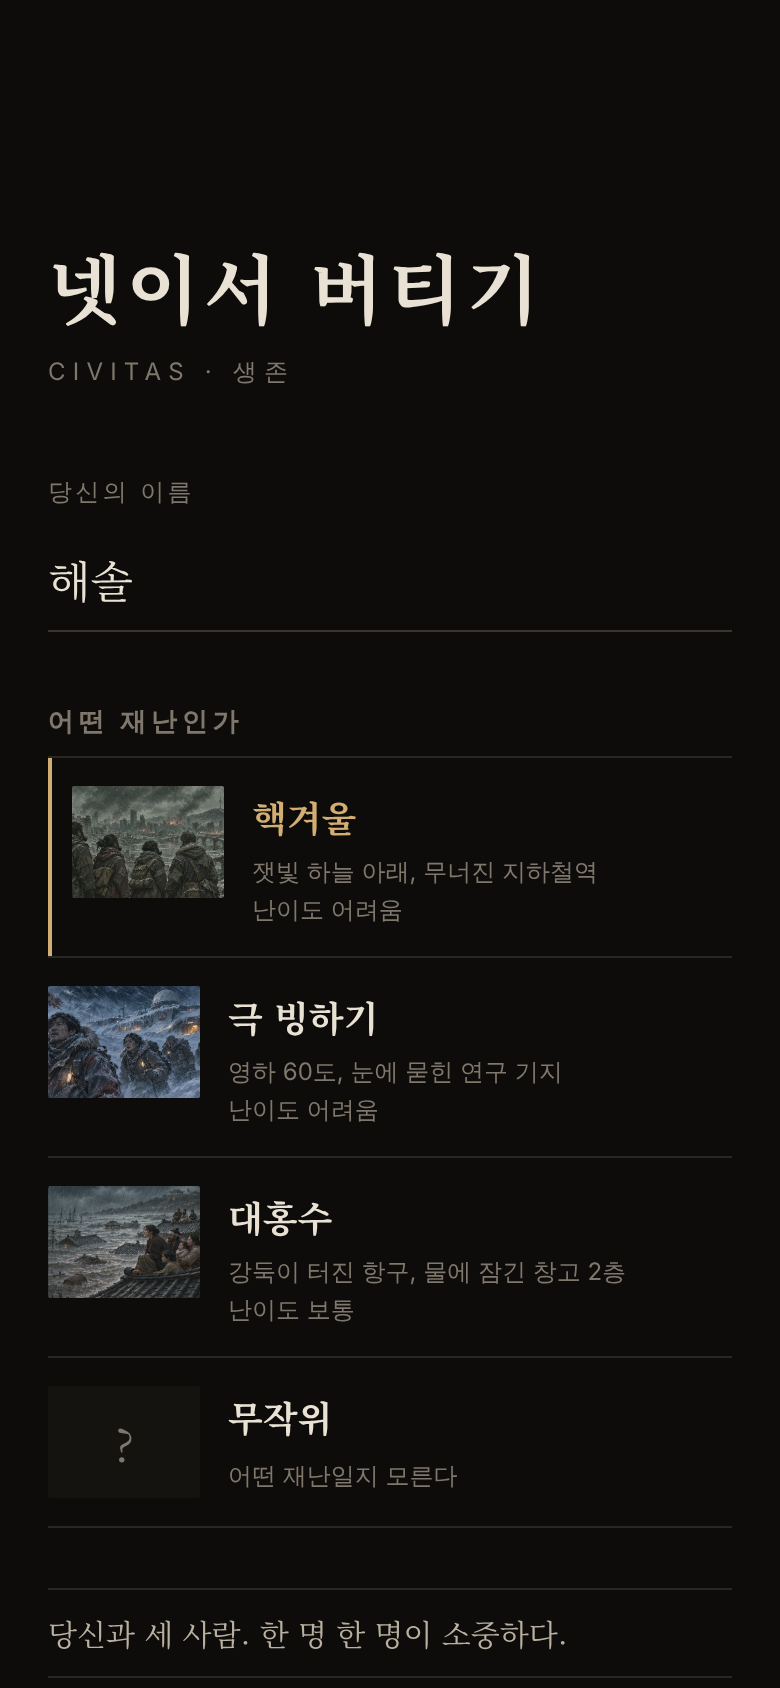 넷이서 버티기
CIVITAS · 생존
당신의 이름
해솔
어떤 재난인가
핵겨울
잿빛 하늘 아래, 무너진 지하철역
난이도 어려움
극 빙하기
영하 60도, 눈에 묻힌 연구 기지
난이도 어려움
대홍수
강둑이 터진 항구, 물에 잠긴 창고 2층
난이도 보통
?
무작위
어떤 재난일지 모른다
당신과 세 사람. 한 명 한 명이 소중하다.